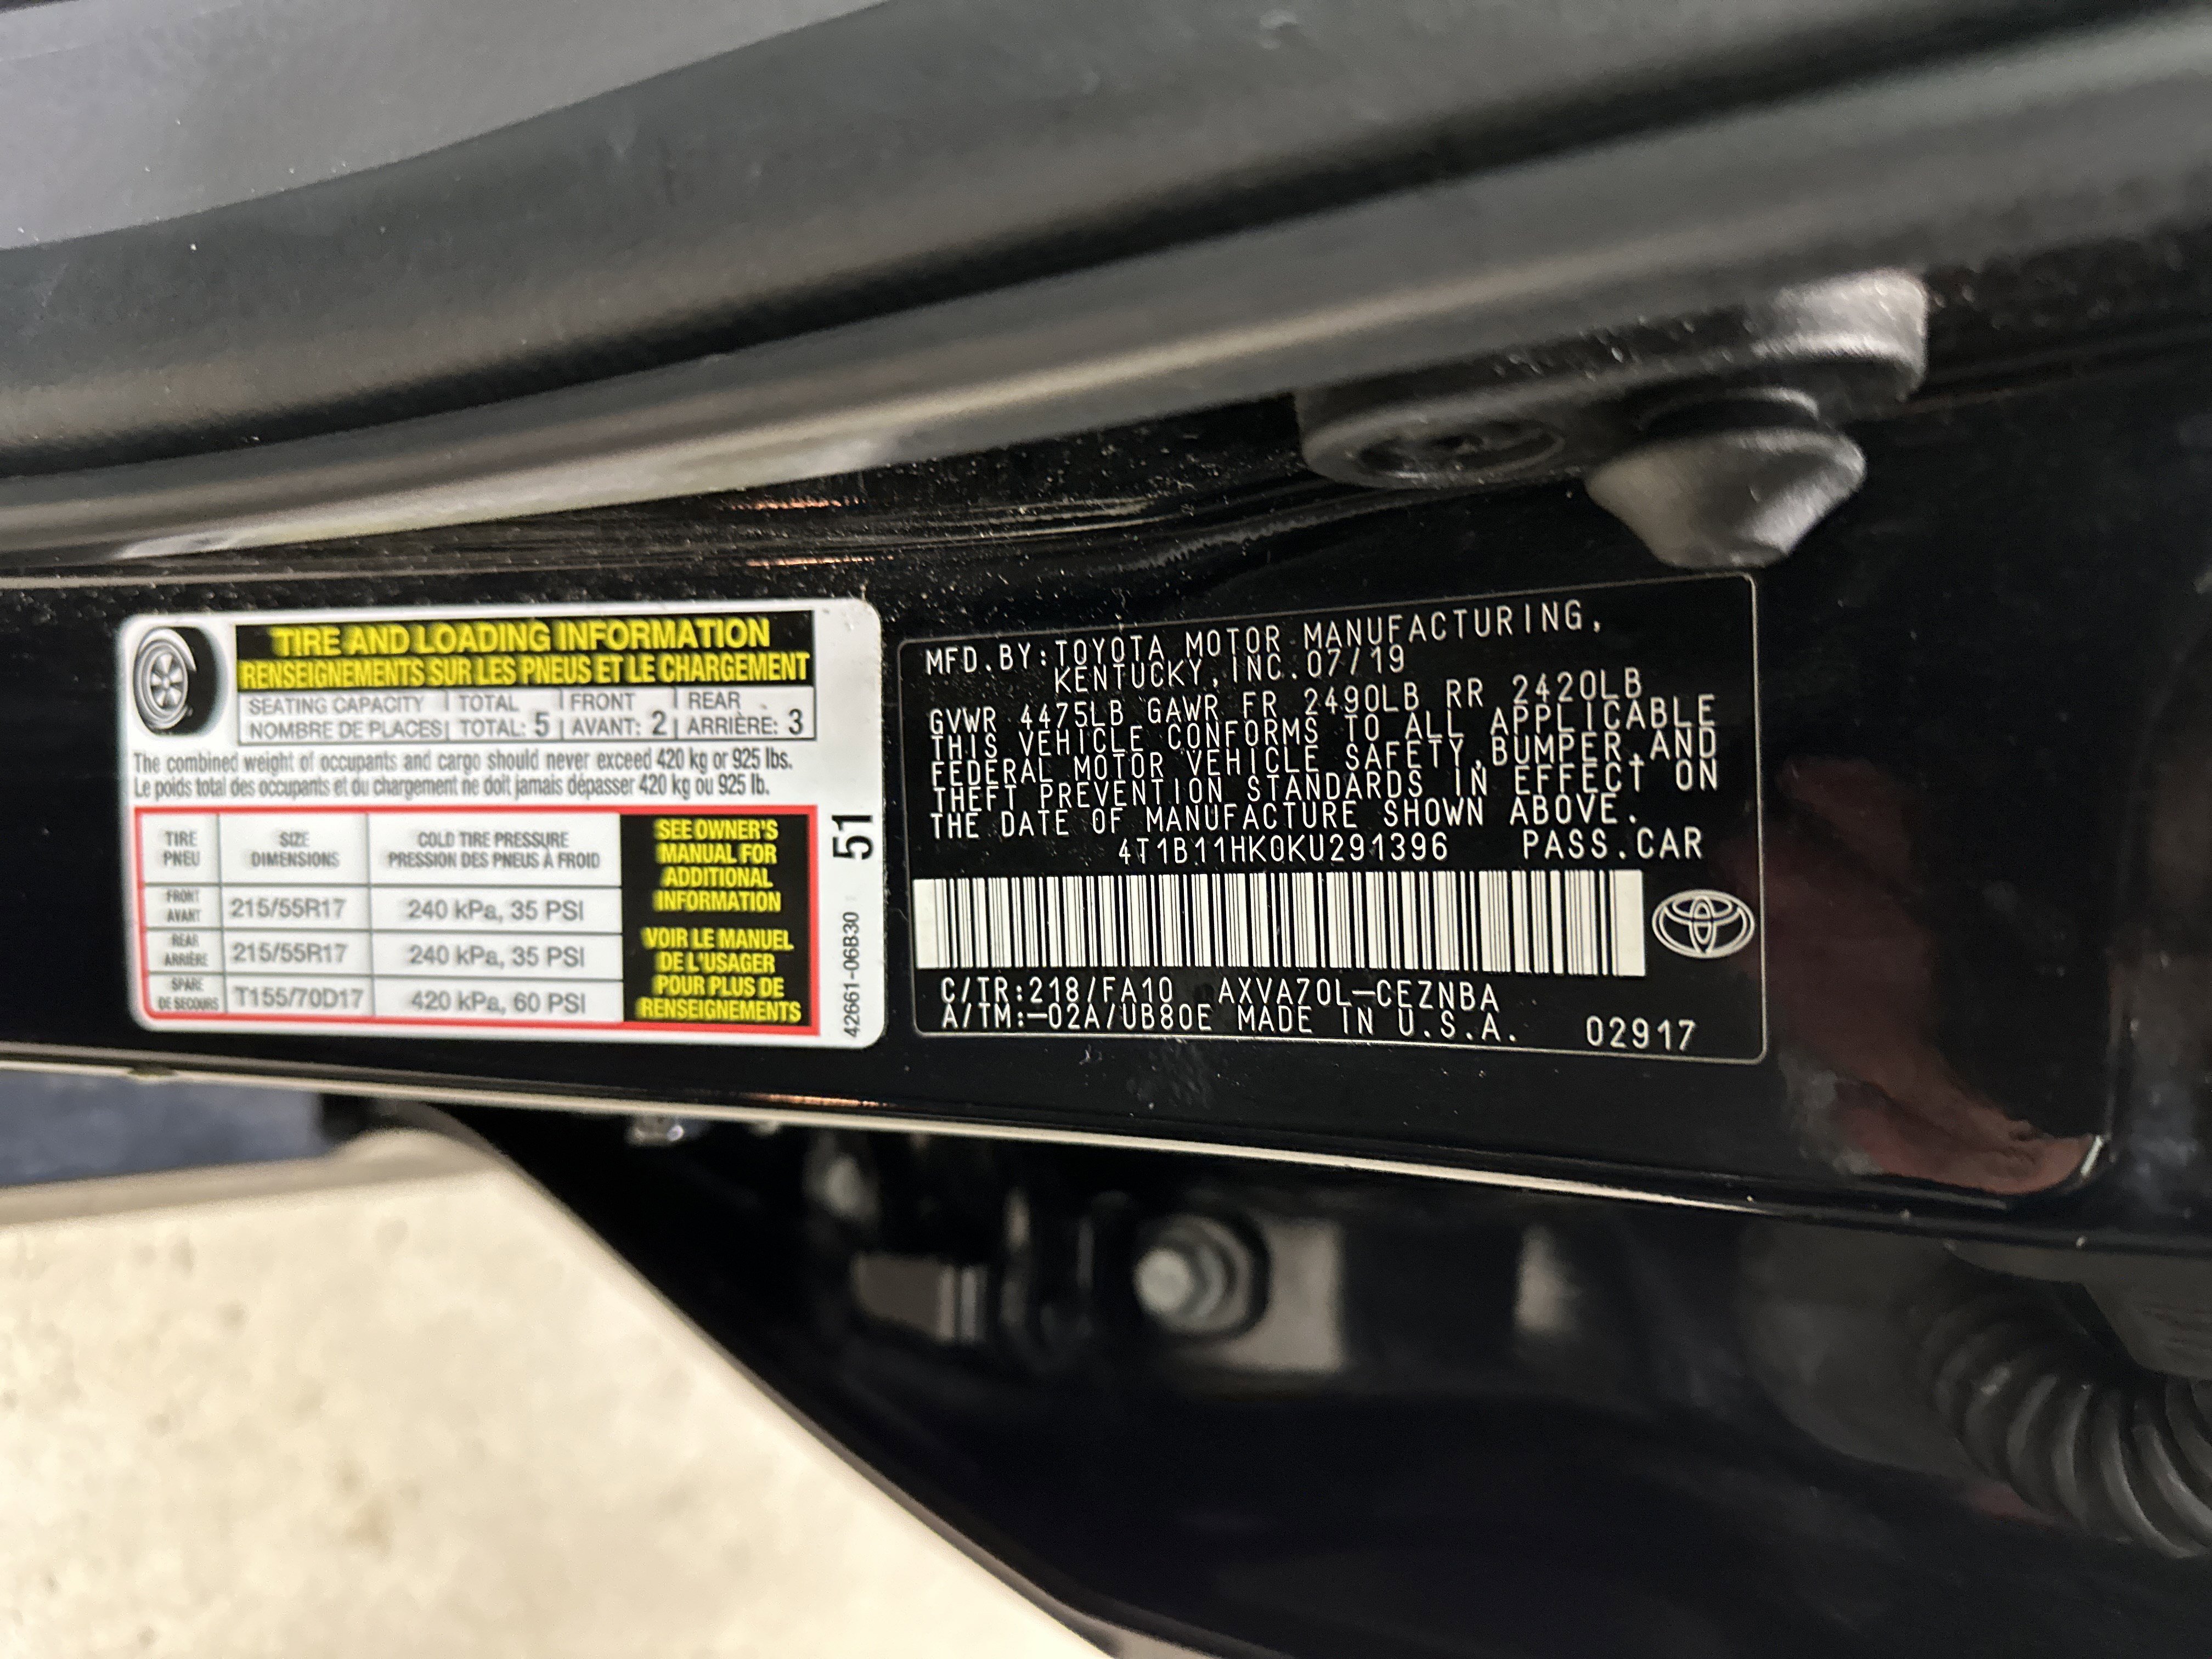 TIRE AND LOADING INFORMATION
RENSEIGNEMENTS SUR LES PNEUS ET LE CHARGEMENT
SEATING CAPACITY | TOTAL | FRONT | REAR
NOMBRE DE PLACES | TOTAL: 5 | AVANT: 2 | ARRIÈRE: 3
The combined weight of occupants and cargo should never exceed 420 kg or 925 lbs.
Le poids total des occupants et du chargement ne doit jamais dépasser 420 kg ou 925 lb.
TIRE SIZE COLD TIRE PRESSURE
PNEU DIMENSIONS PRESSION DES PNEUS À FROID
FRONT
AVANT 215/55R17 240 kPa, 35 PSI
REAR
ARRIÈRE 215/55R17 240 kPa, 35 PSI
SPARE
DE SECOURS T155/70D17 420 kPa, 60 PSI
SEE OWNER'S
MANUAL FOR
ADDITIONAL
INFORMATION
VOIR LE MANUEL
DE L'USAGER
POUR PLUS DE
RENSEIGNEMENTS
51
42661-06B30
MFD.BY:TOYOTA MOTOR MANUFACTURING,
KENTUCKY,INC.07/19
GVWR 4475LB GAWR FR 2490LB RR 2420LB
THIS VEHICLE CONFORMS TO ALL APPLICABLE
FEDERAL MOTOR VEHICLE SAFETY,BUMPER,AND
THEFT PREVENTION STANDARDS IN EFFECT ON
THE DATE OF MANUFACTURE SHOWN ABOVE.
4T1B11HK0KU291396 PASS.CAR
C/TR:218/FA10 AXVA70L-CEZNBA
A/TM:-02A/UB80E MADE IN U.S.A. 02917